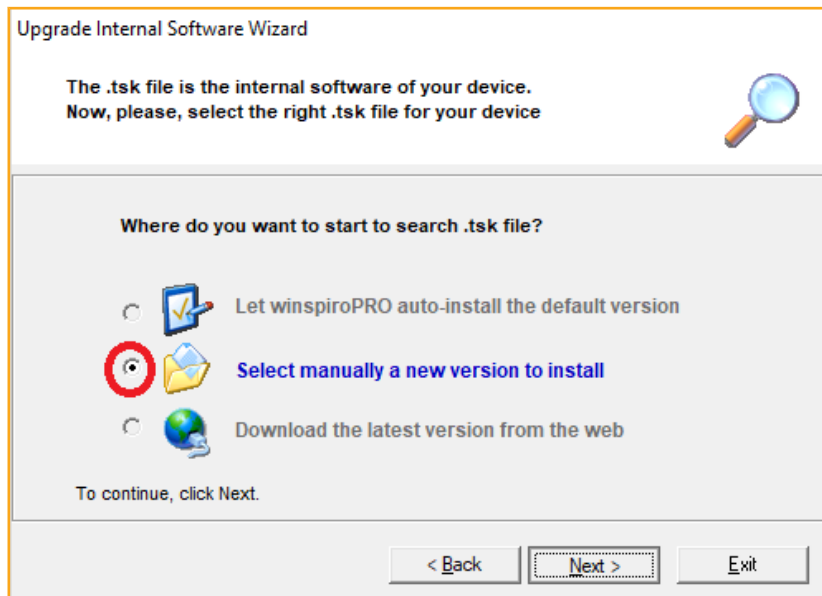 Upgrade Internal Software Wizard
The .tsk file is the internal software of your device.
Now, please, select the right .tsk file for your device
Where do you want to start to search .tsk file?
Let winspiroPRO auto-install the default version
Select manually a new version to install
Download the latest version from the web
To continue, click Next.
< Back
Next >
Exit